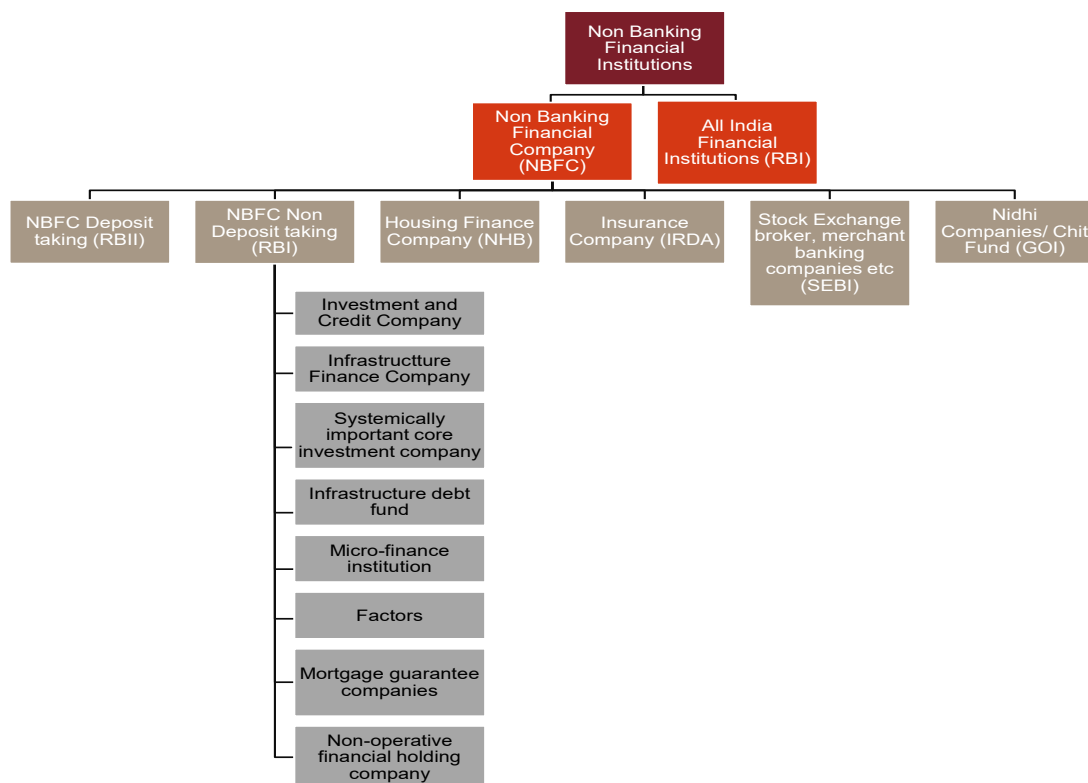 Non Banking
Financial
Institutions
Non Banking
Financial
Company
(NBFC)
All India
Financial
Institutions (RBI)
NBFC Deposit
taking (RBII)
NBFC Non
Deposit taking
(RBI)
Housing Finance
Company (NHB)
Insurance
Company (IRDA)
Stock Exchange
broker, merchant
banking
companies etc
(SEBI)
Nidhi
Companies/ Chit
Fund (GOI)
Investment and
Credit Company
Infrastructture
Finance Company
Systemically
important core
investment company
Infrastructure debt
fund
Micro-finance
institution
Factors
Mortgage guarantee
companies
Non-operative
financial holding
company